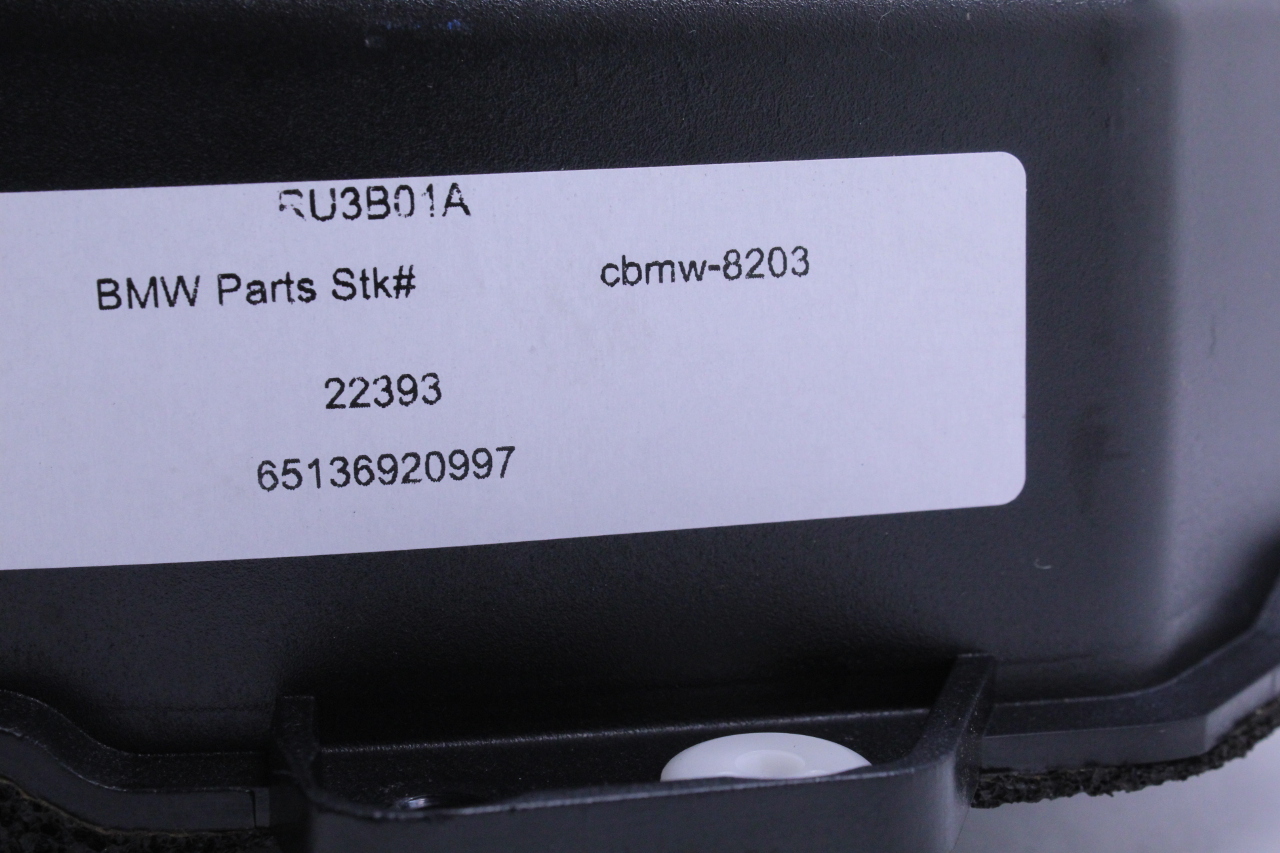 RU3B01A
BMW Parts Stk# cbmw-8203
22393
65136920997